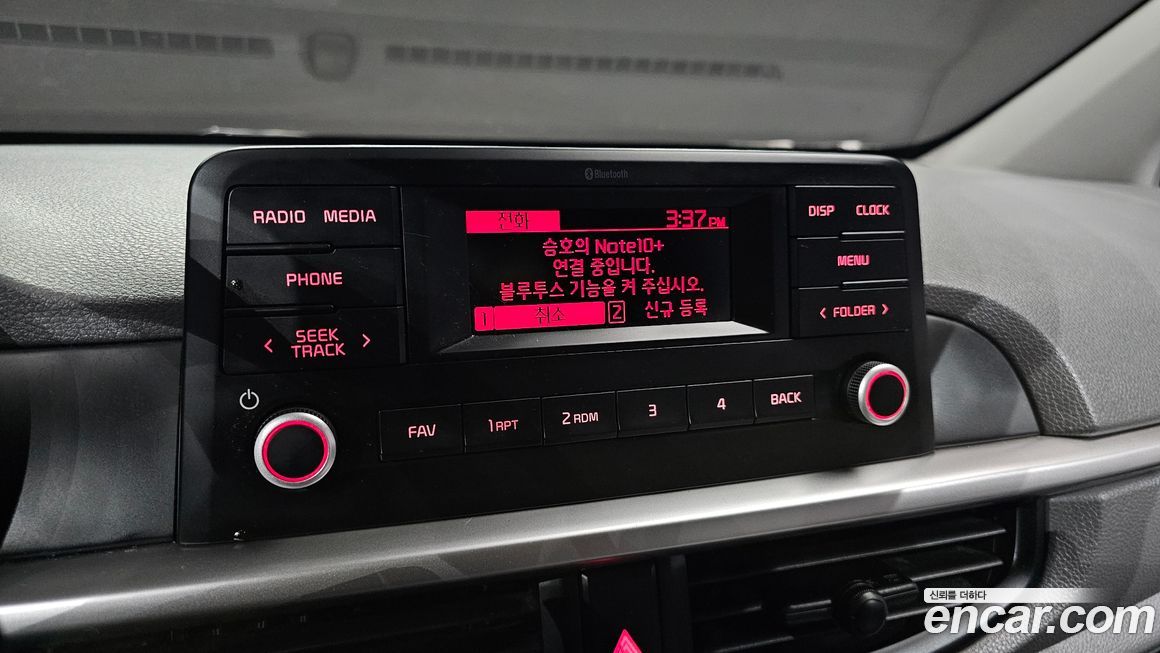 Bluetooth
RADIO MEDIA
PHONE
< SEEK TRACK >
전화 3:37 PM
승호의 Note10+
연결 중입니다.
블루투스 기능을 켜 주십시오.
1 취소 2 신규 등록
DISP CLOCK
MENU
< FOLDER >
FAV 1 RPT 2 RDM 3 4 BACK
신뢰를 더하다
encar.com